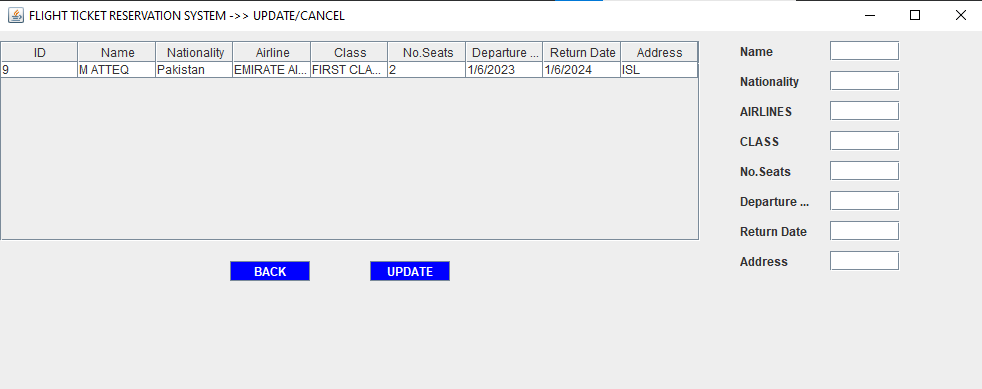 FLIGHT TICKET RESERVATION SYSTEM ->> UPDATE/CANCEL
ID Name Nationality Airline Class No.Seats Departure ... Return Date Address
9 M ATTEQ Pakistan EMIRATE AI... FIRST CLA... 2 1/6/2023 1/6/2024 ISL
BACK UPDATE
Name
Nationality
AIRLINES
CLASS
No.Seats
Departure ...
Return Date
Address